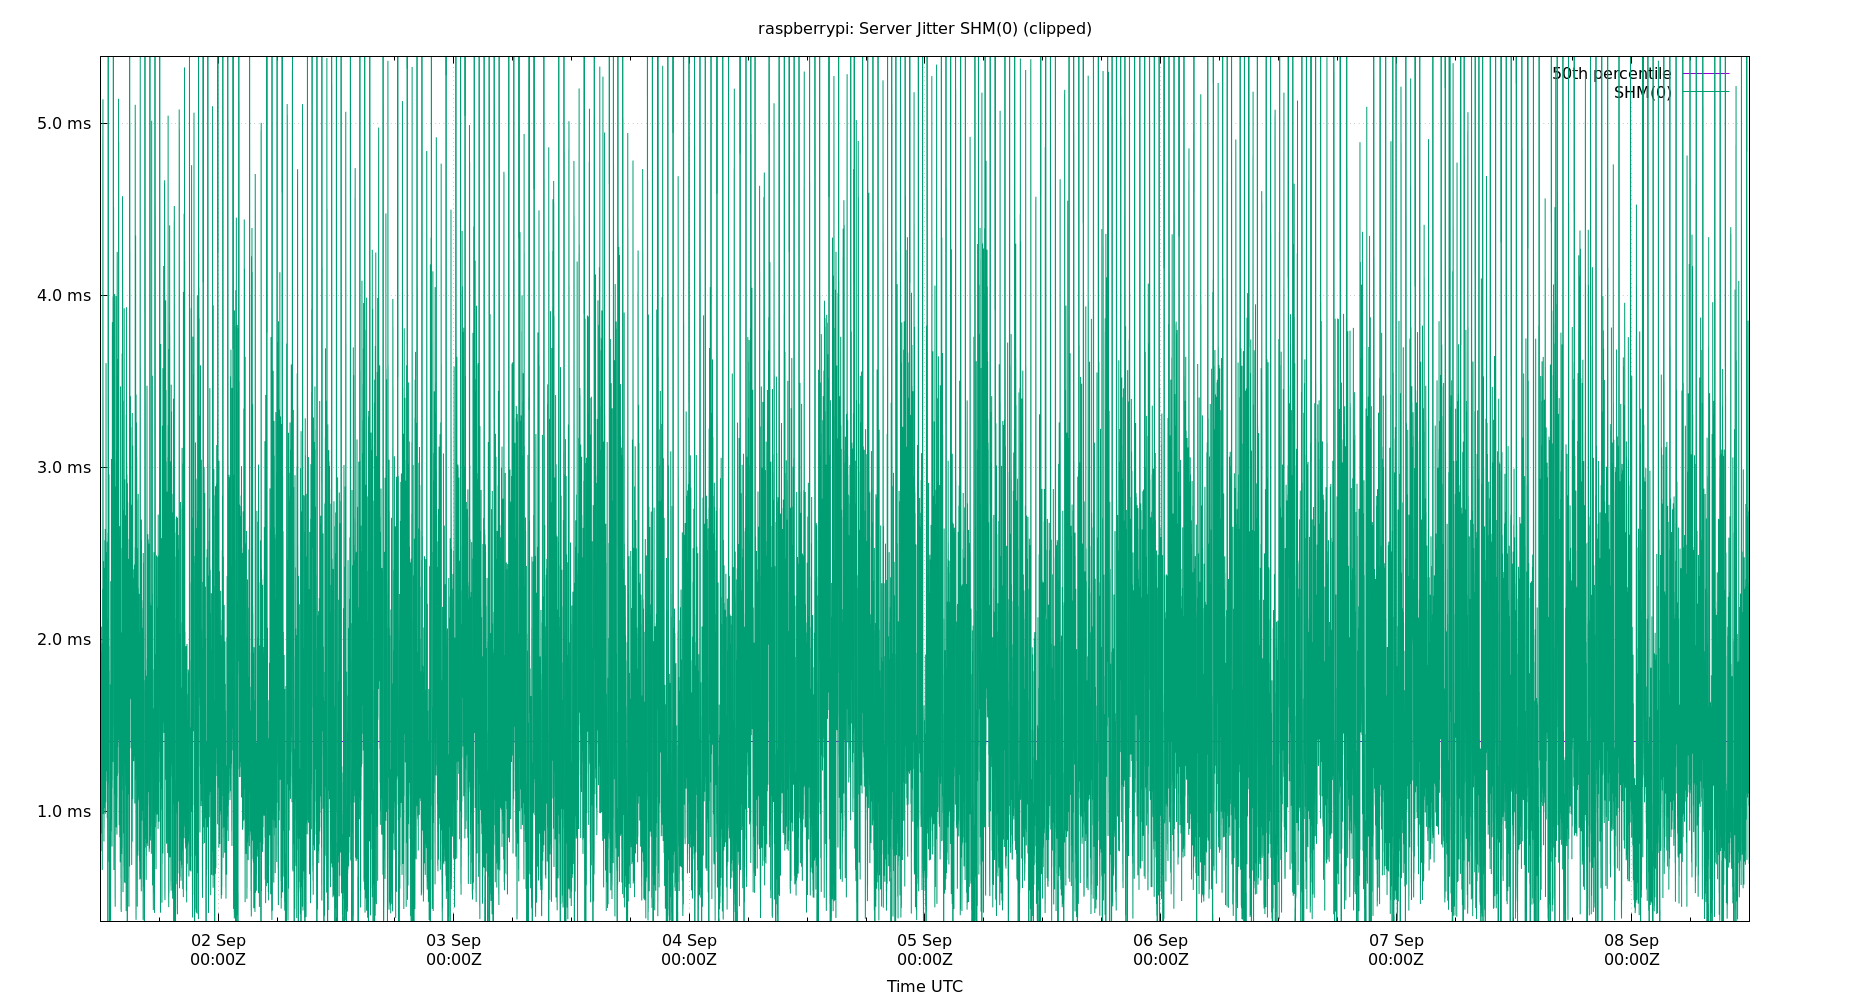 raspberrypi: Server Jitter SHM(0) (clipped)
50th percentile
SHM(0)
5.0 ms
4.0 ms
3.0 ms
2.0 ms
1.0 ms
02 Sep 03 Sep 04 Sep 05 Sep 06 Sep 07 Sep 08 Sep
00:00Z 00:00Z 00:00Z 00:00Z 00:00Z 00:00Z 00:00Z
Time UTC